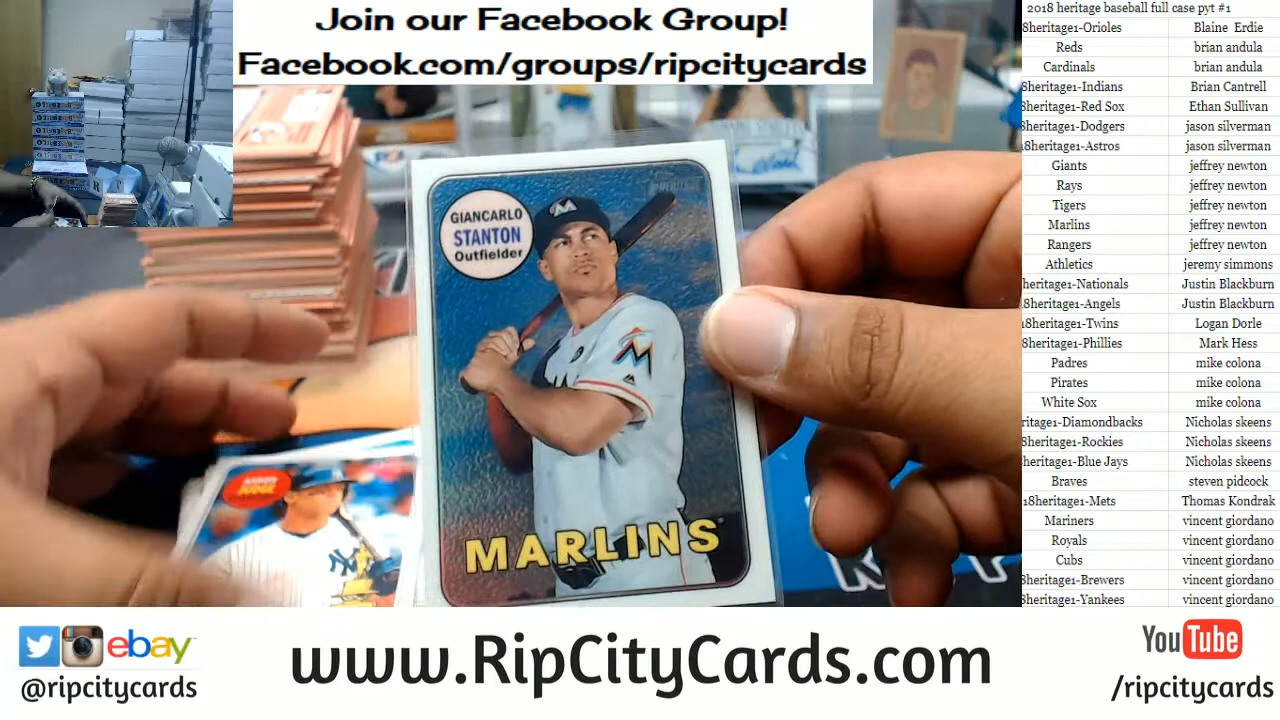 Join our Facebook Group!
Facebook.com/groups/ripcitycards
2018 heritage baseball full case pyt #1
8heritage1-Orioles Blaine Erdie
Reds brian andula
Cardinals brian andula
8heritage1-Indians Brian Cantrell
8heritage1-Red Sox Ethan Sullivan
8heritage1-Dodgers jason silverman
18heritage1-Astros jason silverman
Giants jeffrey newton
Rays jeffrey newton
Tigers jeffrey newton
Marlins jeffrey newton
Rangers jeffrey newton
Athletics jeremy simmons
heritage1-Nationals Justin Blackburn
18heritage1-Angels Justin Blackburn
18heritage1-Twins Logan Dorle
8heritage1-Phillies Mark Hess
Padres mike colona
Pirates mike colona
White Sox mike colona
ritage1-Diamondbacks Nicholas skeens
8heritage1-Rockies Nicholas skeens
heritage1-Blue Jays Nicholas skeens
Braves steven pidcock
18heritage1-Mets Thomas Kondrak
Mariners vincent giordano
Royals vincent giordano
Cubs vincent giordano
8heritage1-Brewers vincent giordano
8heritage1-Yankees vincent giordano
HERITAGE
GIANCARLO
STANTON
Outfielder
MARLINS
JUDGE
ebay
@ripcitycards
www.RipCityCards.com
YouTube
/ripcitycards